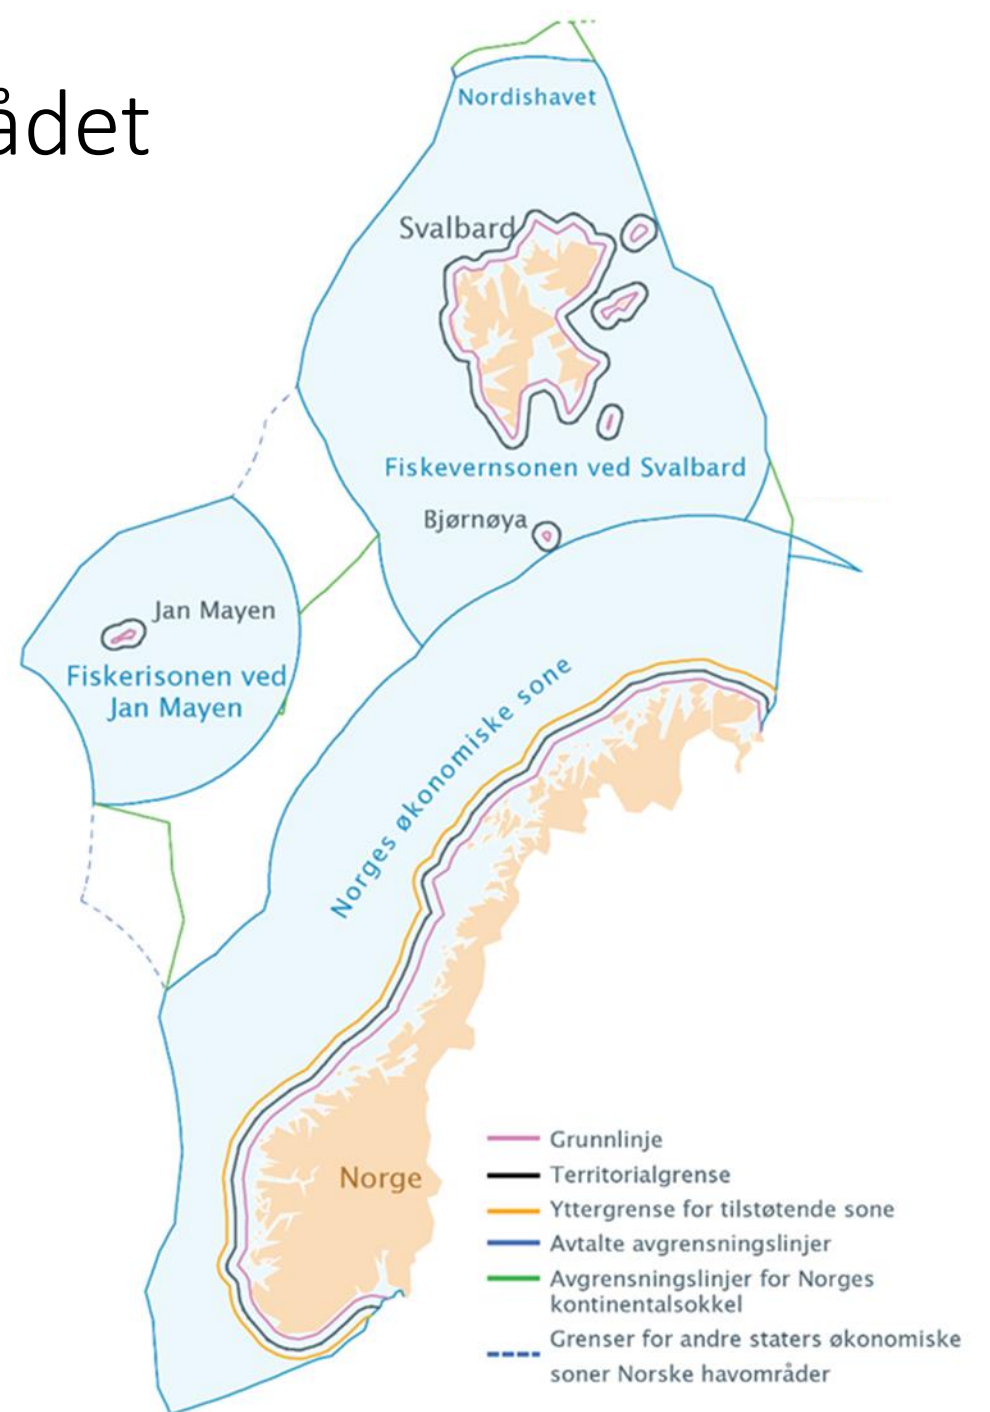 ådet
Nordishavet
Svalbard
Fiskevernsonen ved Svalbard
Bjørnøya
Jan Mayen
Fiskerisonen ved
Jan Mayen
Norges økonomiske sone
Norge
Grunnlinje
Territorialgrense
Yttergrense for tilstøtende sone
Avtalte avgrensningslinjer
Avgrensningslinjer for Norges
kontinentalsokkel
Grenser for andre staters økonomiske
soner Norske havområder